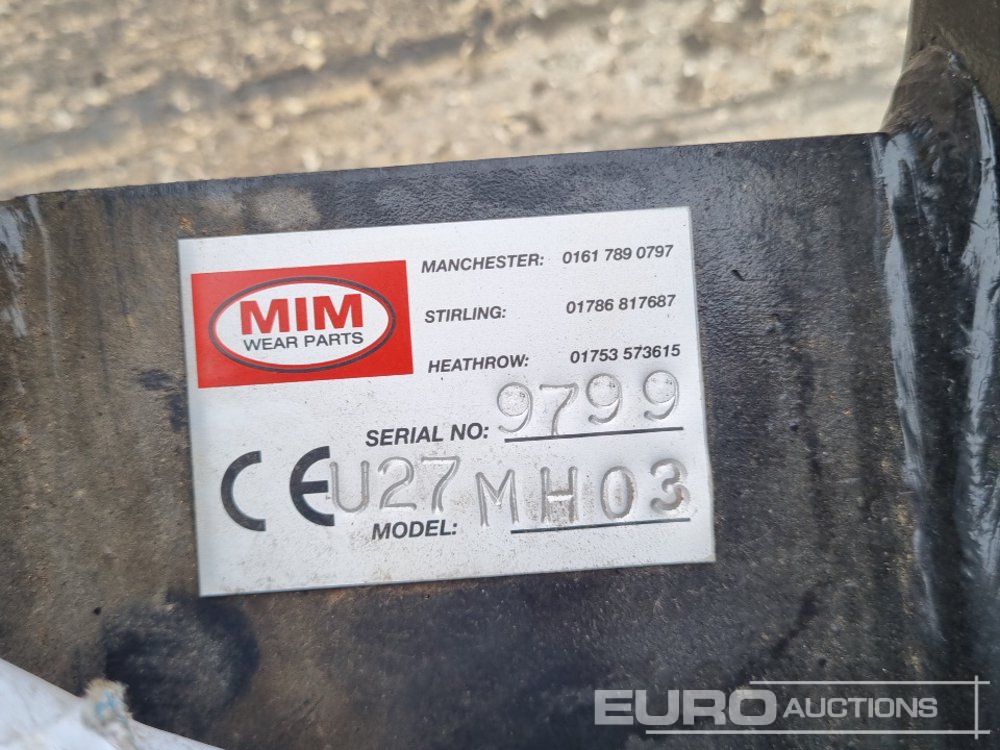 MIM
WEAR PARTS
MANCHESTER: 0161 789 0797
STIRLING: 01786 817687
HEATHROW: 01753 573615
SERIAL NO: 9799
CE
U27MH03
MODEL:
EURO AUCTIONS